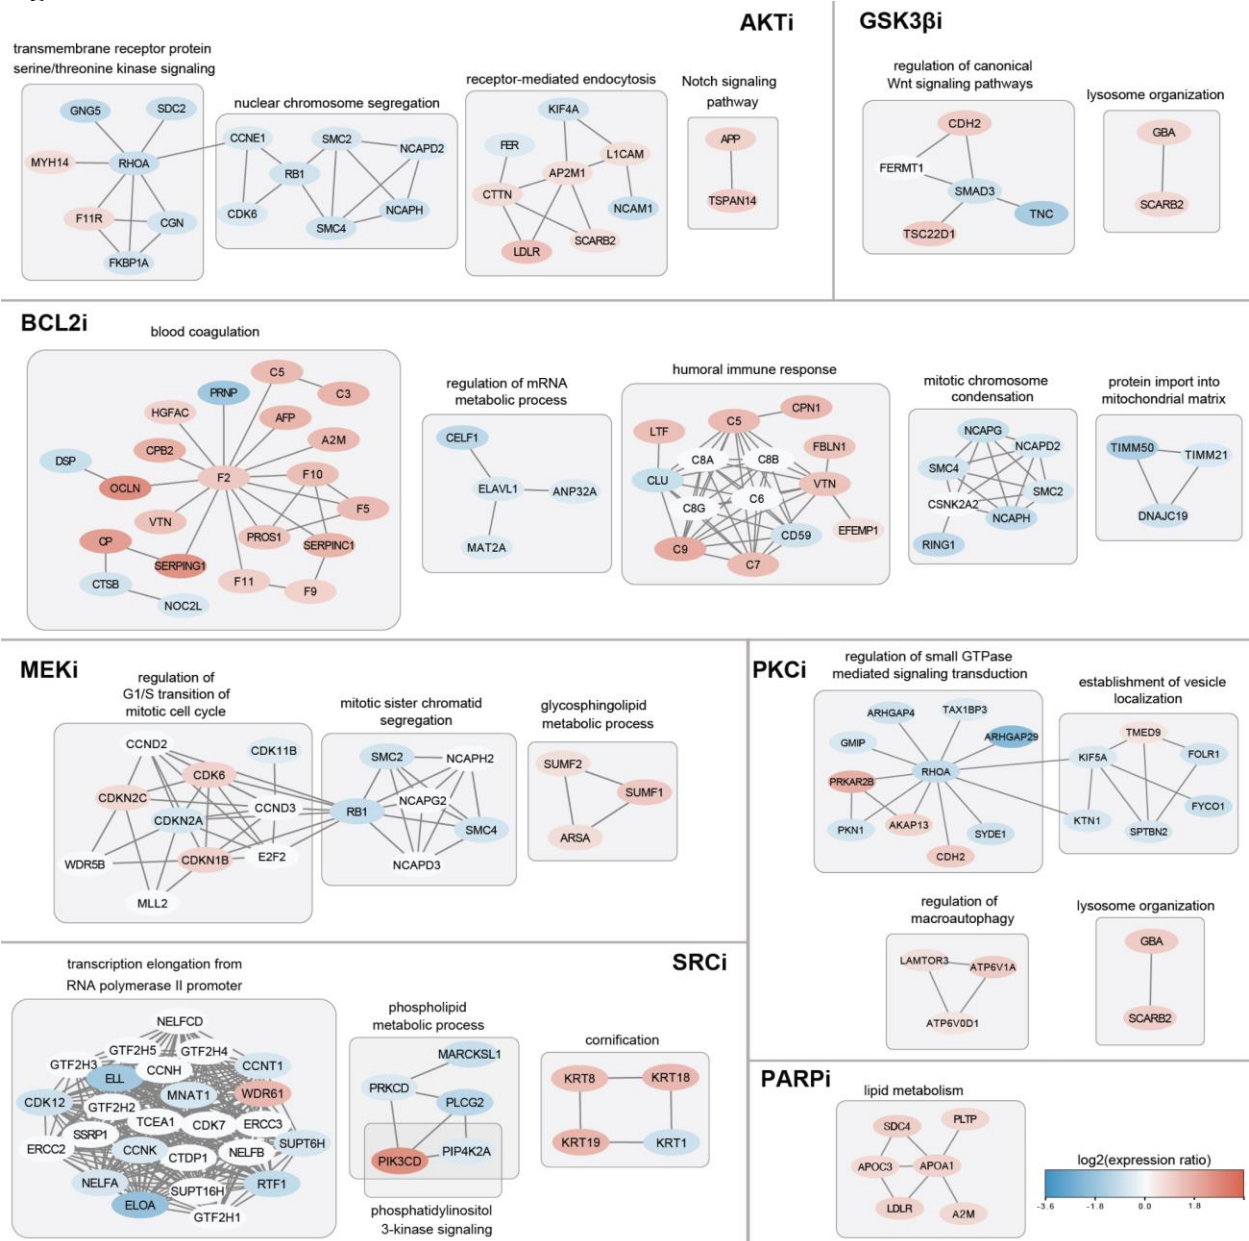 AKTi
transmembrane receptor protein
serine/threonine kinase signaling
GNG5
SDC2
MYH14
RHOA
F11R
CGN
FKBP1A
nuclear chromosome segregation
CCNE1
SMC2
NCAPD2
RB1
CDK6
SMC4
NCAPH
receptor-mediated endocytosis
KIF4A
FER
L1CAM
AP2M1
CTTN
NCAM1
SCARB2
LDLR
Notch signaling
pathway
APP
TSPAN14
GSK3βi
regulation of canonical
Wnt signaling pathways
CDH2
FERMT1
SMAD3
TNC
TSC22D1
lysosome organization
GBA
SCARB2
BCL2i
blood coagulation
C5
PRNP
C3
HGFAC
AFP
A2M
CPB2
DSP
F2
F10
OCLN
F5
VTN
PROS1
SERPINC1
CP
SERPING1
CTSB
F11
F9
NOC2L
regulation of mRNA
metabolic process
CELF1
ELAVL1
ANP32A
MAT2A
humoral immune response
CPN1
C5
LTF
FBLN1
C8A
C8B
CLU
VTN
C6
C8G
CD59
EFEMP1
C9
C7
mitotic chromosome
condensation
NCAPG
NCAPD2
SMC4
CSNK2A2
SMC2
NCAPH
RING1
protein import into
mitochondrial matrix
TIMM50
TIMM21
DNAJC19
MEKi
regulation of
G1/S transition of
mitotic cell cycle
CCND2
CDK11B
CDK6
CDKN2C
CCND3
CDKN2A
WDR5B
CDKN1B
E2F2
MLL2
mitotic sister chromatid
segregation
SMC2
NCAPH2
NCAPG2
RB1
SMC4
NCAPD3
glycosphingolipid
metabolic process
SUMF2
SUMF1
ARSA
PKCi
regulation of small GTPase
mediated signaling transduction
ARHGAP4
TAX1BP3
GMIP
ARHGAP29
RHOA
PRKAR2B
PKN1
AKAP13
SYDE1
CDH2
establishment of vesicle
localization
TMED9
KIF5A
FOLR1
FYCO1
KTN1
SPTBN2
regulation of
macroautophagy
LAMTOR3
ATP6V1A
ATP6V0D1
lysosome organization
GBA
SCARB2
SRCi
transcription elongation from
RNA polymerase II promoter
NELFCD
GTF2H5
GTF2H4
GTF2H3
CCNH
CCNT1
ELL
MNAT1
WDR61
CDK12
GTF2H2
TCEA1
CDK7
ERCC3
SSRP1
ERCC2
CCNK
CTDP1
NELFB
SUPT6H
NELFA
SUPT16H
RTF1
ELOA
GTF2H1
phospholipid
metabolic process
MARCKSL1
PRKCD
PLCG2
PIK3CD
PIP4K2A
phosphatidylinositol
3-kinase signaling
cornification
KRT8
KRT18
KRT19
KRT1
PARPi
lipid metabolism
SDC4
PLTP
APOC3
APOA1
LDLR
A2M
log2(expression ratio)
-3.6 -1.8 0.0 1.8